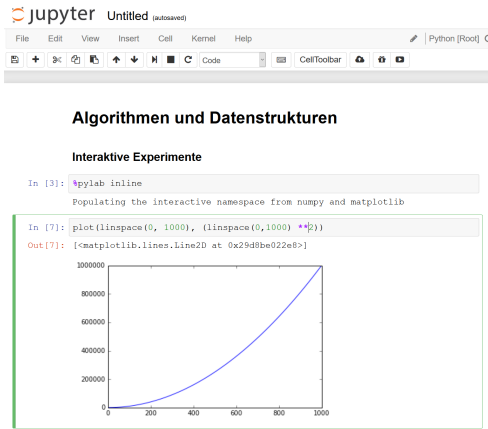 jupyter Untitled (autosaved)
File Edit View Insert Cell Kernel Help Python [Root]
Code CellToolbar
Algorithmen und Datenstrukturen
Interaktive Experimente
In [3]: %pylab inline
Populating the interactive namespace from numpy and matplotlib
In [7]: plot(linspace(0, 1000), (linspace(0,1000) **2))
Out[7]: [<matplotlib.lines.Line2D at 0x29d8be022e8>]
1000000
800000
600000
400000
200000
0
0 200 400 600 800 1000